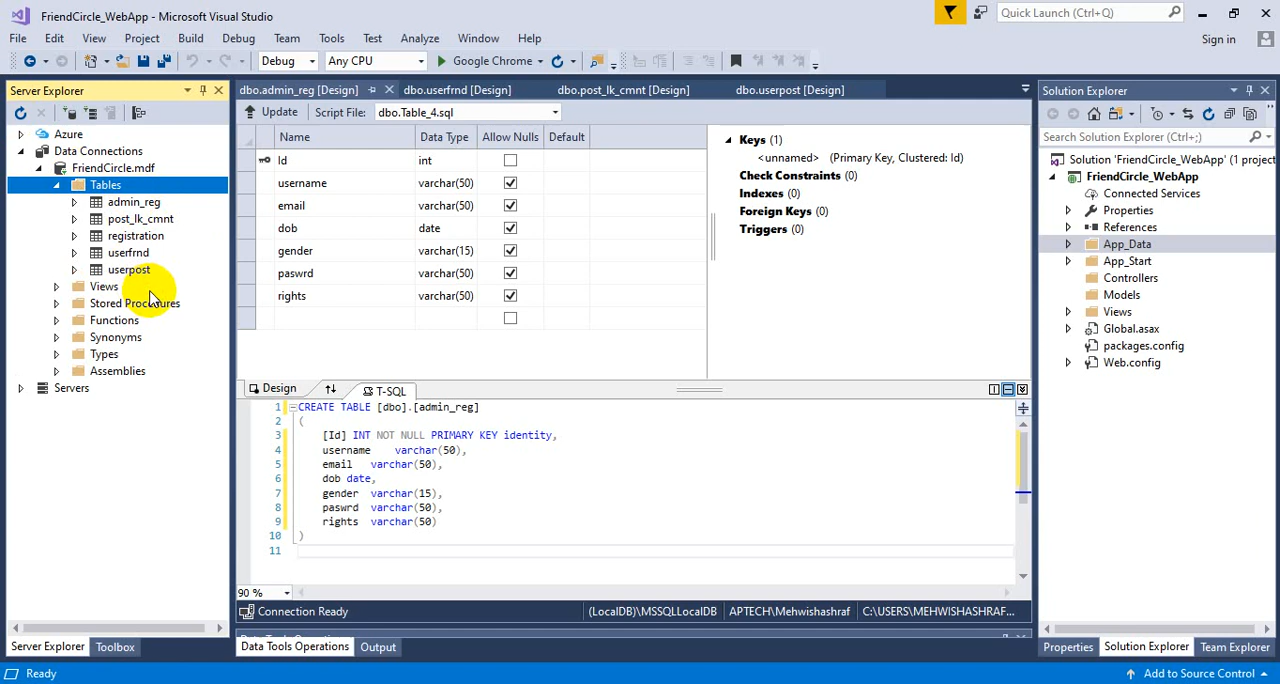 FriendCircle_WebApp - Microsoft Visual Studio
Quick Launch (Ctrl+Q)
File Edit View Project Build Debug Team Tools Test Analyze Window Help
Sign in
Debug Any CPU Google Chrome
Server Explorer
Azure
Data Connections
FriendCircle.mdf
Tables
admin_reg
post_lk_cmnt
registration
userfrnd
userpost
Views
Stored Procedures
Functions
Synonyms
Types
Assemblies
Servers
Server Explorer Toolbox
dbo.admin_reg [Design] dbo.userfrnd [Design] dbo.post_lk_cmnt [Design] dbo.userpost [Design]
Update Script File: dbo.Table_4.sql
Name Data Type Allow Nulls Default
Id int
username varchar(50)
email varchar(50)
dob date
gender varchar(15)
paswrd varchar(50)
rights varchar(50)
Keys (1)
<unnamed> (Primary Key, Clustered: Id)
Check Constraints (0)
Indexes (0)
Foreign Keys (0)
Triggers (0)
Design T-SQL
1 CREATE TABLE [dbo].[admin_reg]
2 (
3 [Id] INT NOT NULL PRIMARY KEY identity,
4 username varchar(50),
5 email varchar(50),
6 dob date,
7 gender varchar(15),
8 paswrd varchar(50),
9 rights varchar(50)
10 )
11
90 %
Connection Ready (LocalDB)\MSSQLLocalDB APTECH\Mehwishashraf C:\USERS\MEHWISHASHRAF...
Data Tools Operations
Data Tools Operations Output
Solution Explorer
Search Solution Explorer (Ctrl+;)
Solution 'FriendCircle_WebApp' (1 project
FriendCircle_WebApp
Connected Services
Properties
References
App_Data
App_Start
Controllers
Models
Views
Global.asax
packages.config
Web.config
Properties Solution Explorer Team Explorer
Ready
Add to Source Control